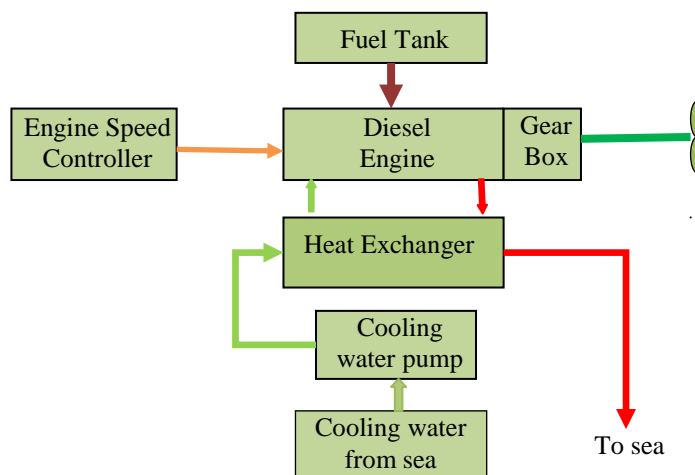 Fuel Tank
Engine Speed
Controller
Diesel
Engine
Gear
Box
Heat Exchanger
Cooling
water pump
Cooling water
from sea
To sea